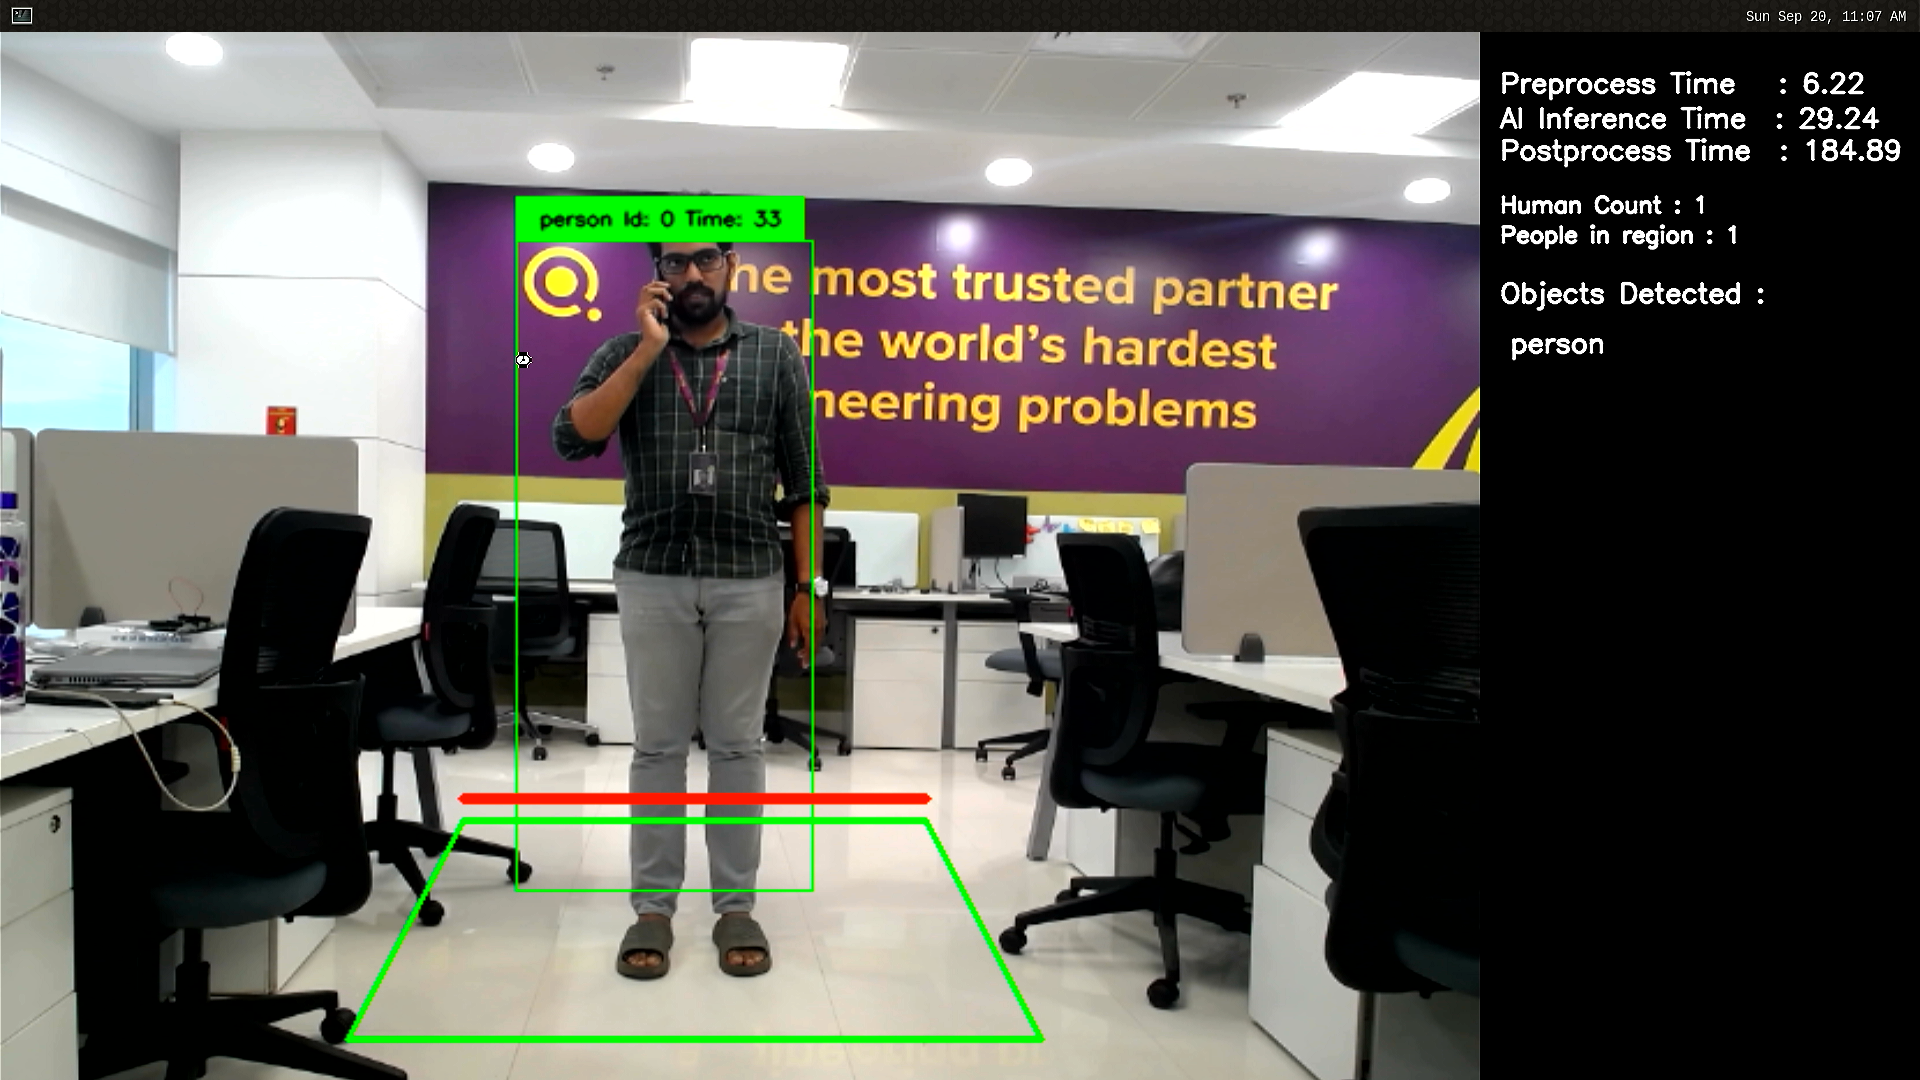 Sun Sep 20, 11:07 AM
Preprocess Time : 6.22
AI Inference Time : 29.24
Postprocess Time : 184.89
Human Count : 1
People in region : 1
Objects Detected :
person
person Id: 0 Time: 33
he most trusted partner
the world's hardest
neering problems